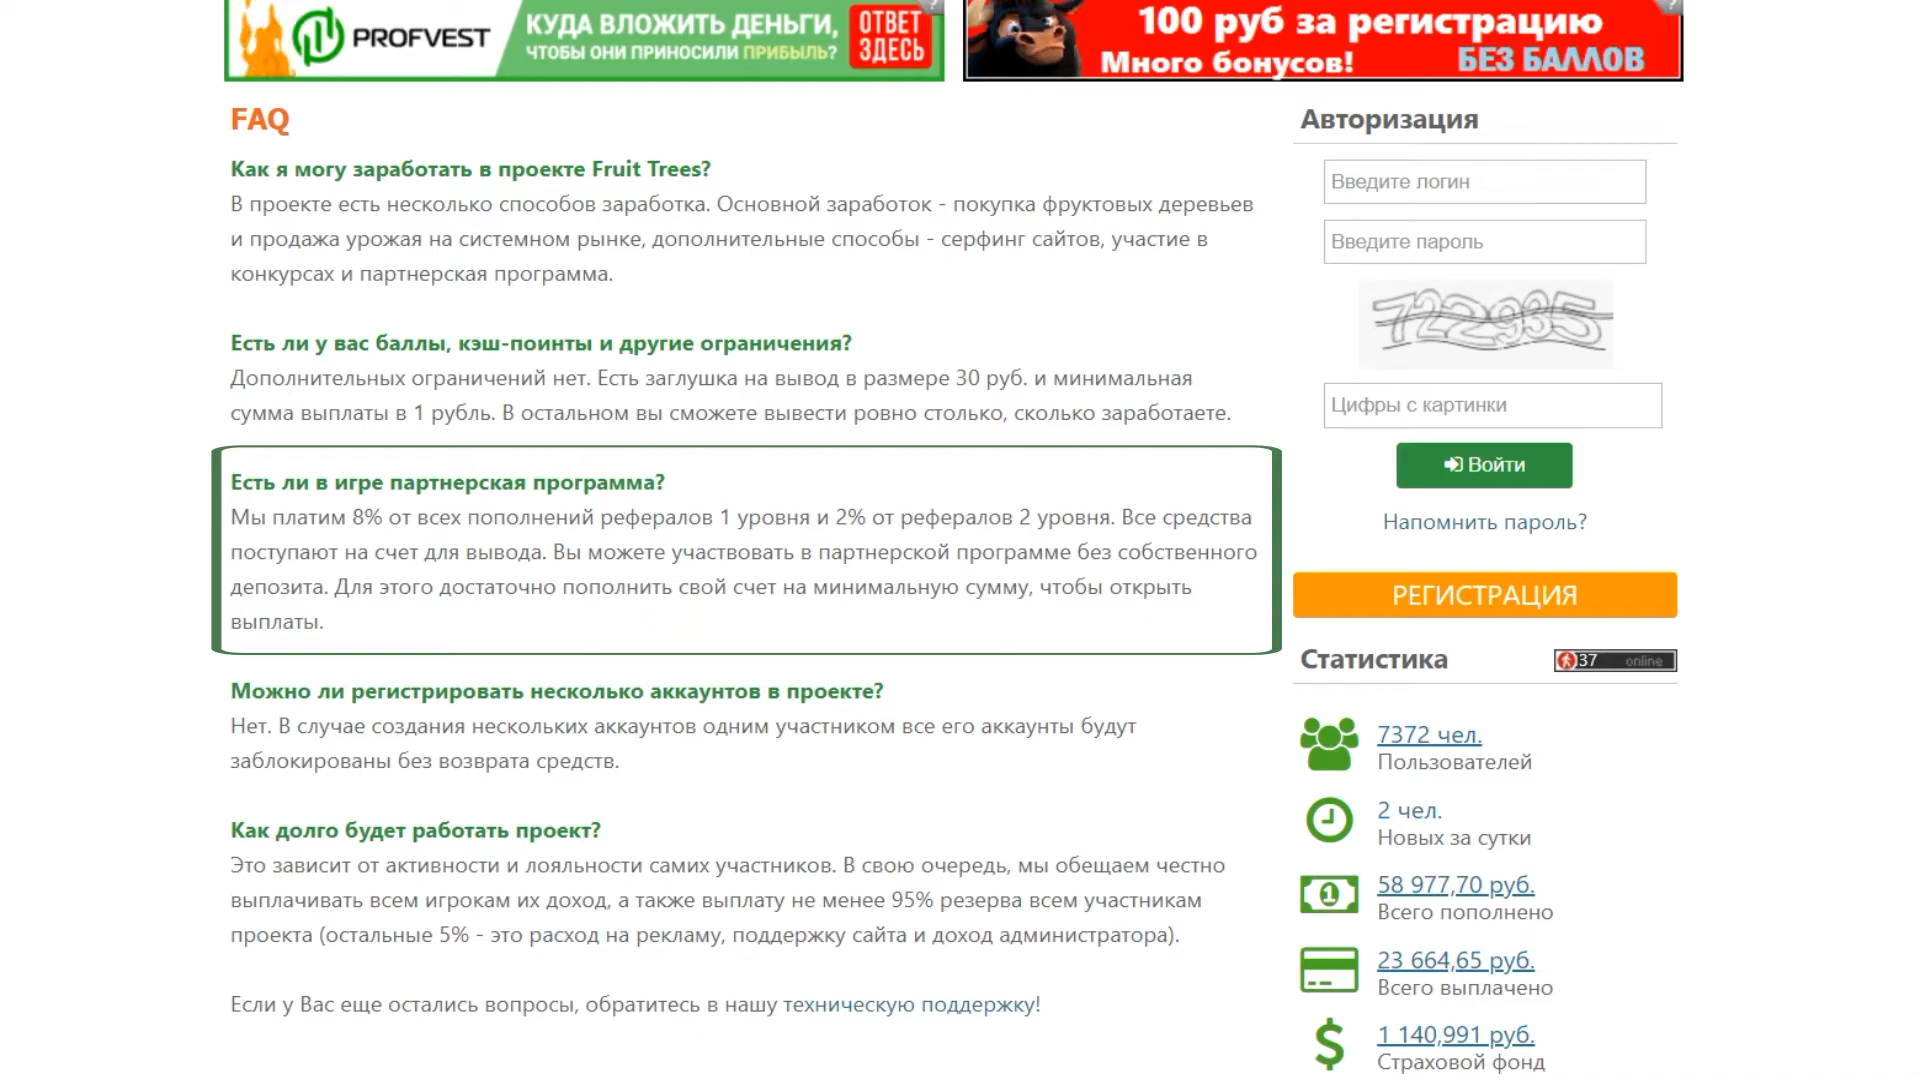 PROFVEST
КУДА ВЛОЖИТЬ ДЕНЬГИ,
ЧТОБЫ ОНИ ПРИНОСИЛИ ПРИБЫЛЬ?
ОТВЕТ
ЗДЕСЬ
?
100 руб за регистрацию
Много бонусов!
БЕЗ БАЛЛОВ
?
FAQ
Как я могу заработать в проекте Fruit Trees?
В проекте есть несколько способов заработка. Основной заработок - покупка фруктовых деревьев
и продажа урожая на системном рынке, дополнительные способы - серфинг сайтов, участие в
конкурсах и партнерская программа.
Есть ли у вас баллы, кэш-поинты и другие ограничения?
Дополнительных ограничений нет. Есть заглушка на вывод в размере 30 руб. и минимальная
сумма выплаты в 1 рубль. В остальном вы сможете вывести ровно столько, сколько заработаете.
Есть ли в игре партнерская программа?
Мы платим 8% от всех пополнений рефералов 1 уровня и 2% от рефералов 2 уровня. Все средства
поступают на счет для вывода. Вы можете участвовать в партнерской программе без собственного
депозита. Для этого достаточно пополнить свой счет на минимальную сумму, чтобы открыть
выплаты.
Можно ли регистрировать несколько аккаунтов в проекте?
Нет. В случае создания нескольких аккаунтов одним участником все его аккаунты будут
заблокированы без возврата средств.
Как долго будет работать проект?
Это зависит от активности и лояльности самих участников. В свою очередь, мы обещаем честно
выплачивать всем игрокам их доход, а также выплату не менее 95% резерва всем участникам
проекта (остальные 5% - это расход на рекламу, поддержку сайта и доход администратора).
Если у Вас еще остались вопросы, обратитесь в нашу техническую поддержку!
Авторизация
Введите логин
Введите пароль
722935
Цифры с картинки
Войти
Напомнить пароль?
РЕГИСТРАЦИЯ
Статистика
37 online
7372 чел.
Пользователей
2 чел.
Новых за сутки
1
58 977,70 руб.
Всего пополнено
23 664,65 руб.
Всего выплачено
$
1 140,991 руб.
Страховой фонд